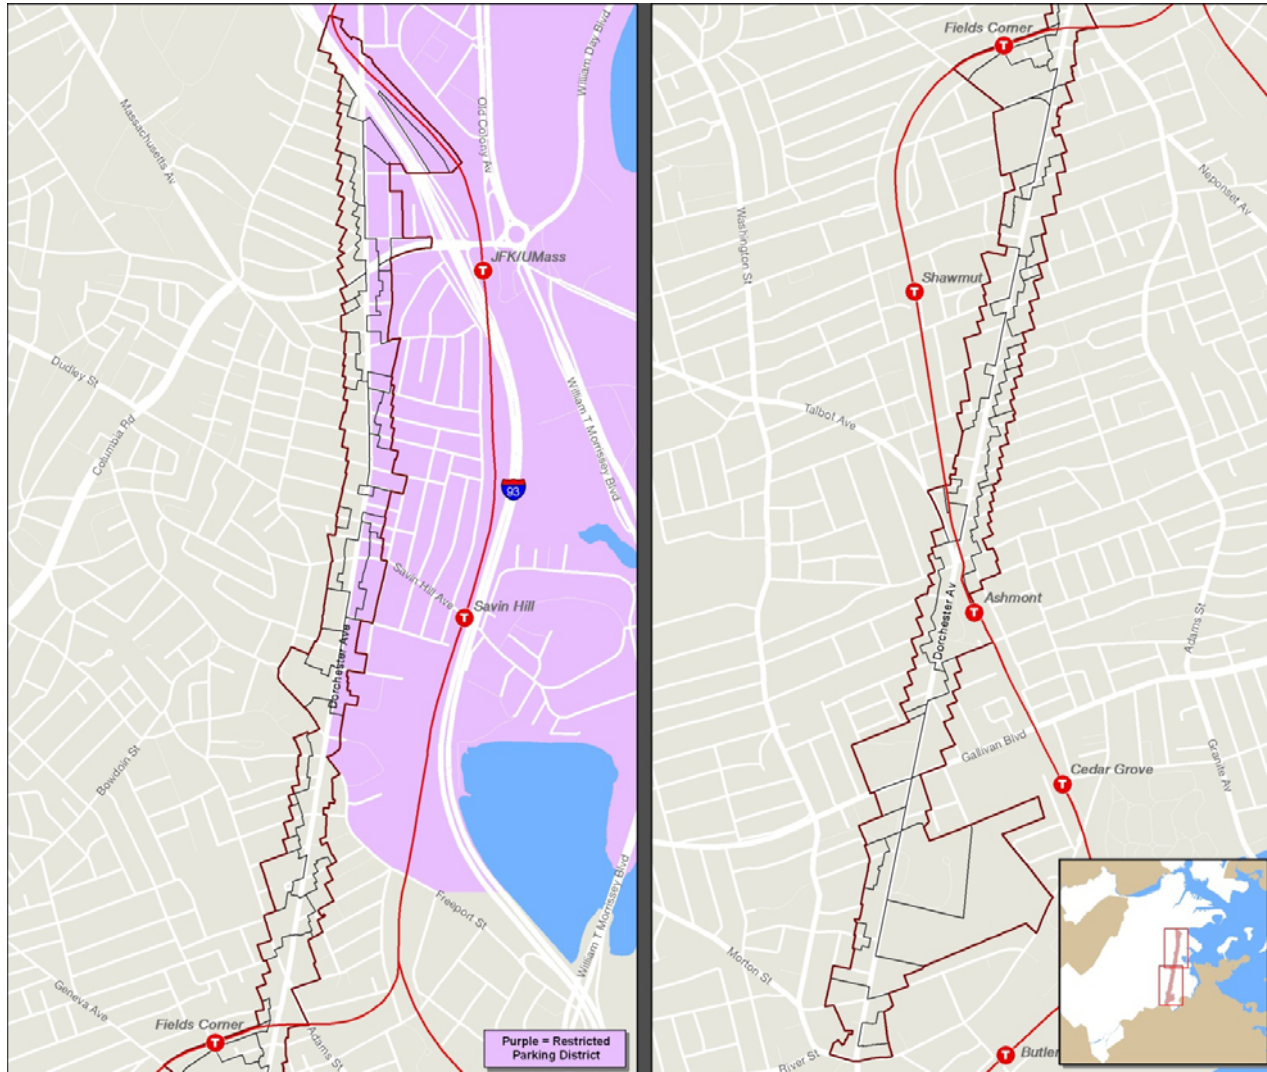 Massachusetts Av
Old Colony Av
William Day Blvd
T
JFK/UMass
Dudley St
Columbia Rd
William T Morrissey Blvd
93
Savin Hill Ave
T
Savin Hill
Dorchester Ave
Bowdoin St
Freeport St
William T Morrissey Blvd
Geneva Ave
Fields Corner
T
Adams St
Purple = Restricted
Parking District
Fields Corner
T
Neponset Av
Washington St
T
Shawmut
Talbot Ave
T
Ashmont
Dorchester Av
Adams St
Gallivan Blvd
T
Cedar Grove
Granite Av
Morton St
River St
T
Butler